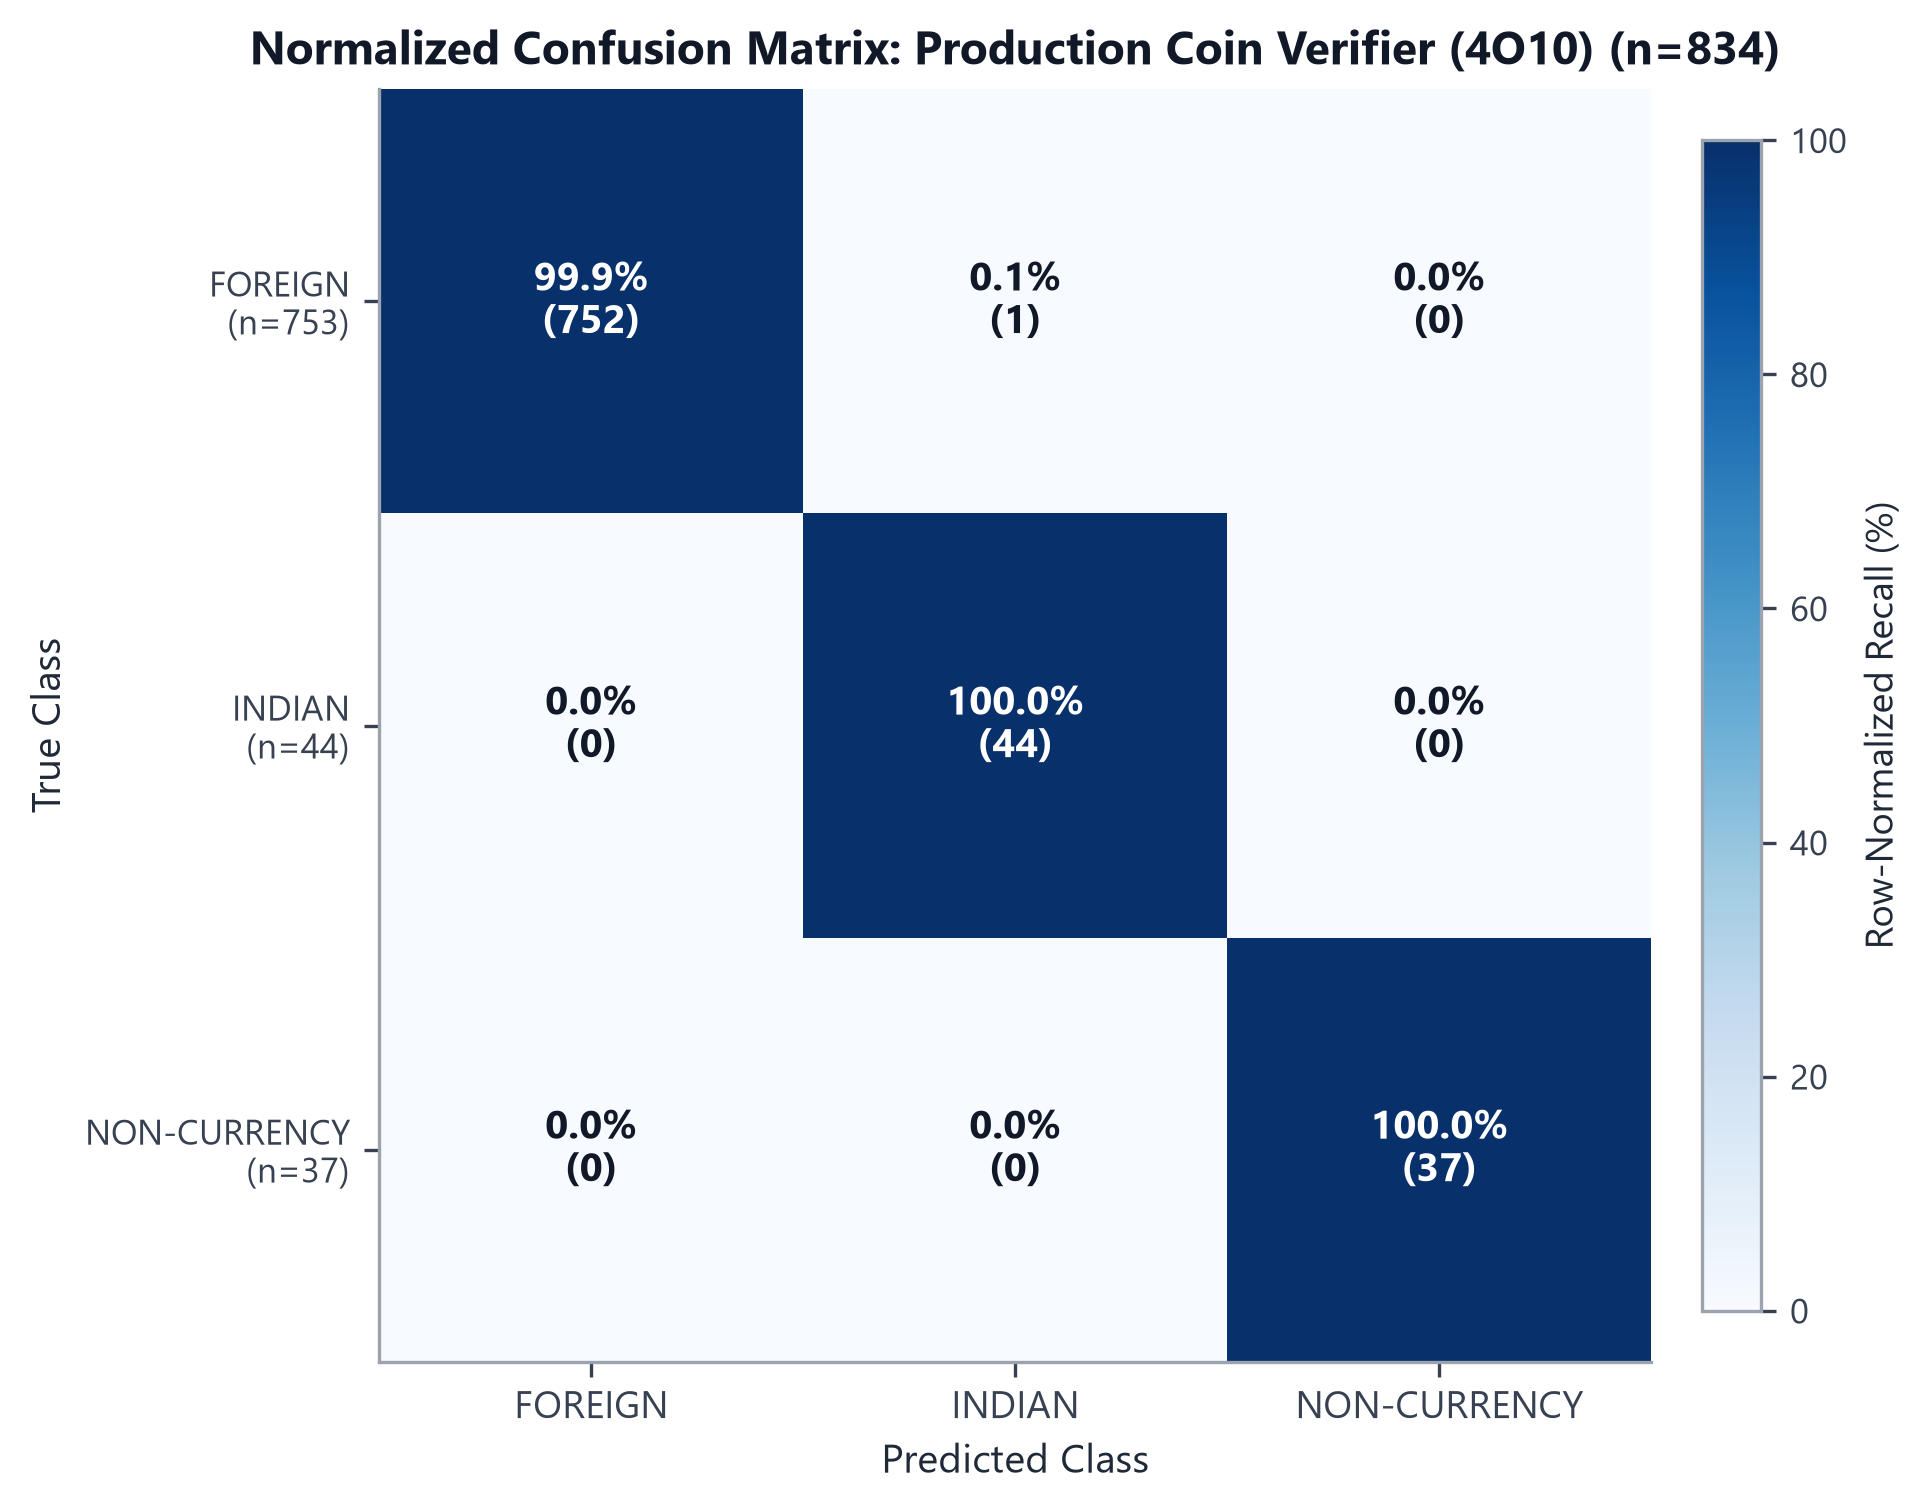 Normalized Confusion Matrix: Production Coin Verifier (4O10) (n=834)
FOREIGN
(n=753)
99.9%
(752)
0.1%
(1)
0.0%
(0)
INDIAN
(n=44)
0.0%
(0)
100.0%
(44)
0.0%
(0)
NON-CURRENCY
(n=37)
0.0%
(0)
0.0%
(0)
100.0%
(37)
True Class
FOREIGN
INDIAN
NON-CURRENCY
Predicted Class
100
80
60
40
20
0
Row-Normalized Recall (%)